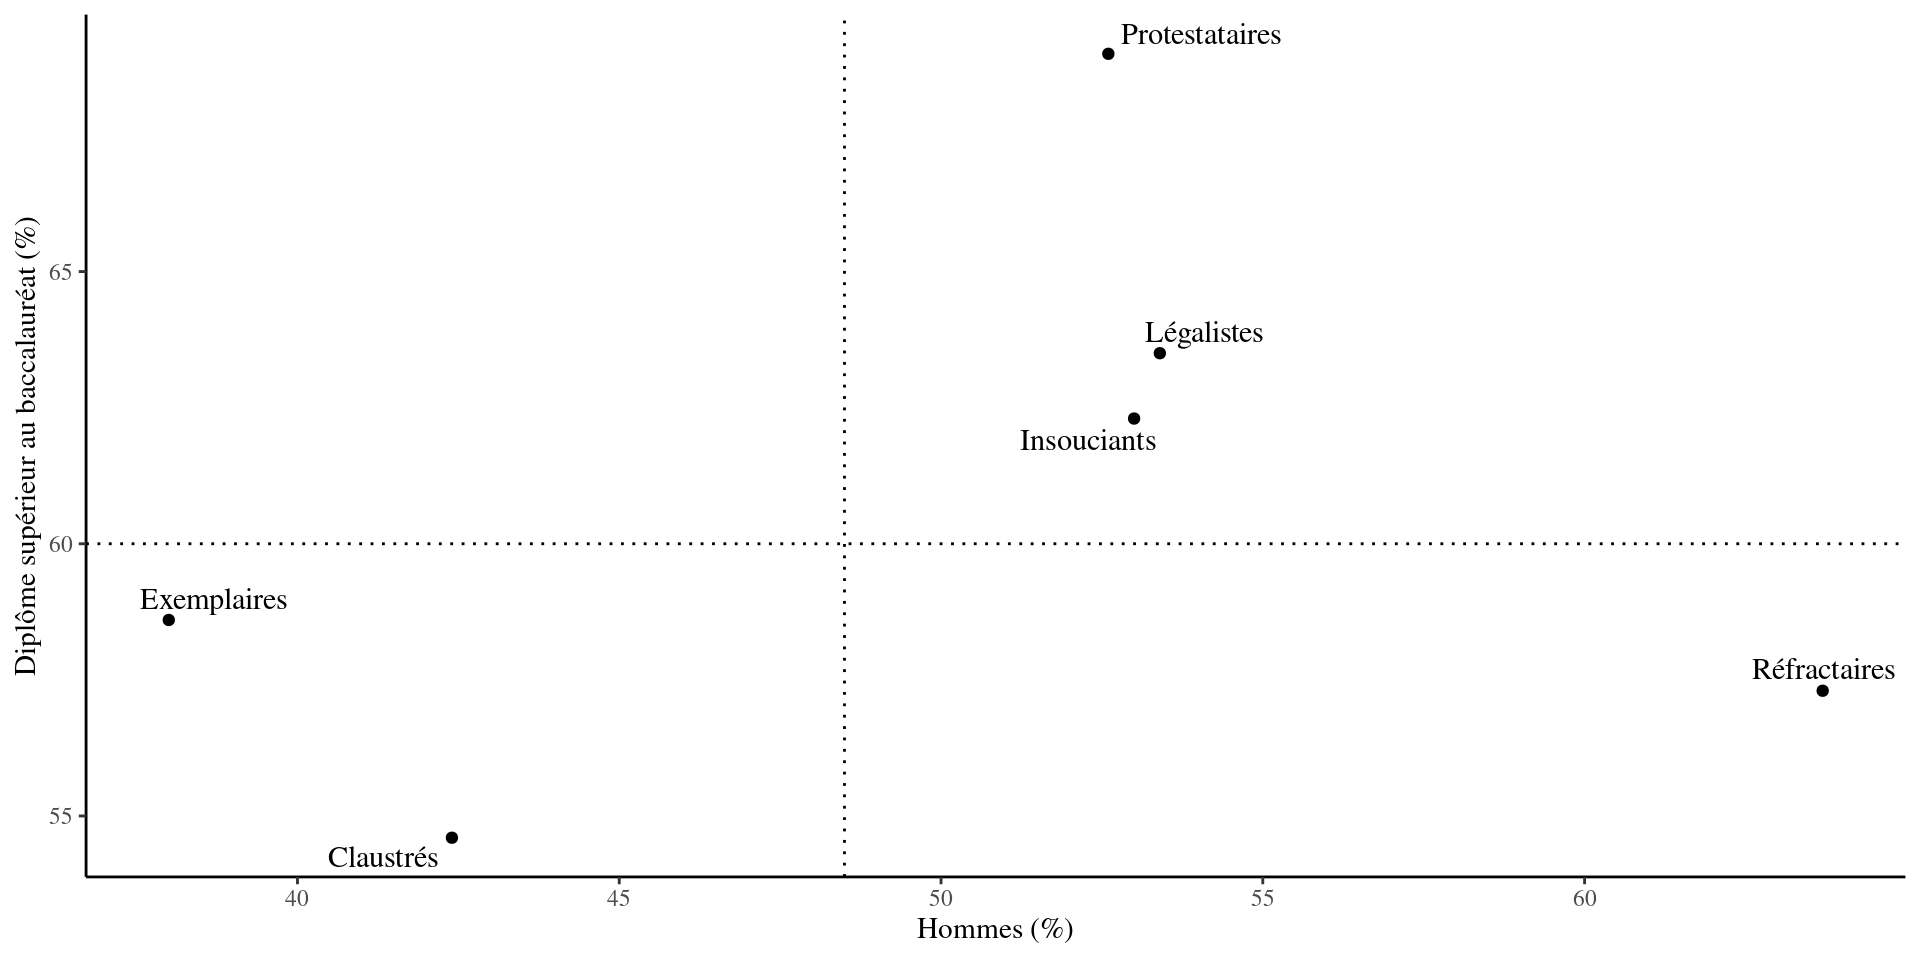 Protestataires
65
Légalistes
Insouciants
60
Exemplaires
Réfractaires
55
Claustrés
40
45
50
55
60
Hommes (%)
Diplôme supérieur au baccalauréat (%)